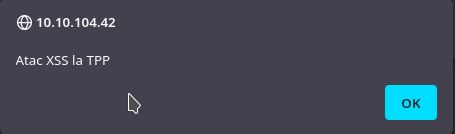 10.10.104.42
Atac XSS la TPP
OK